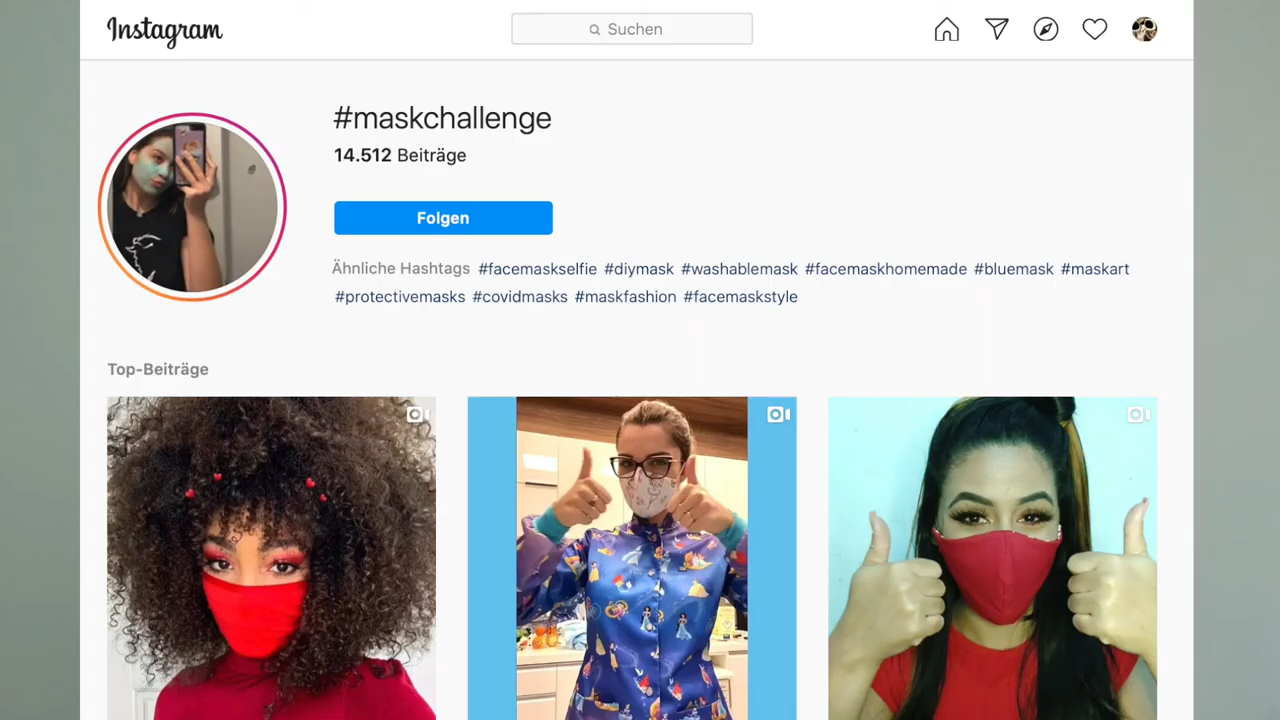 Instagram
Suchen
#maskchallenge
14.512 Beiträge
Folgen
Ähnliche Hashtags #facemaskselfie #diymask #washablemask #facemaskhomemade #bluemask #maskart
#protectivemasks #covidmasks #maskfashion #facemaskstyle
Top-Beiträge